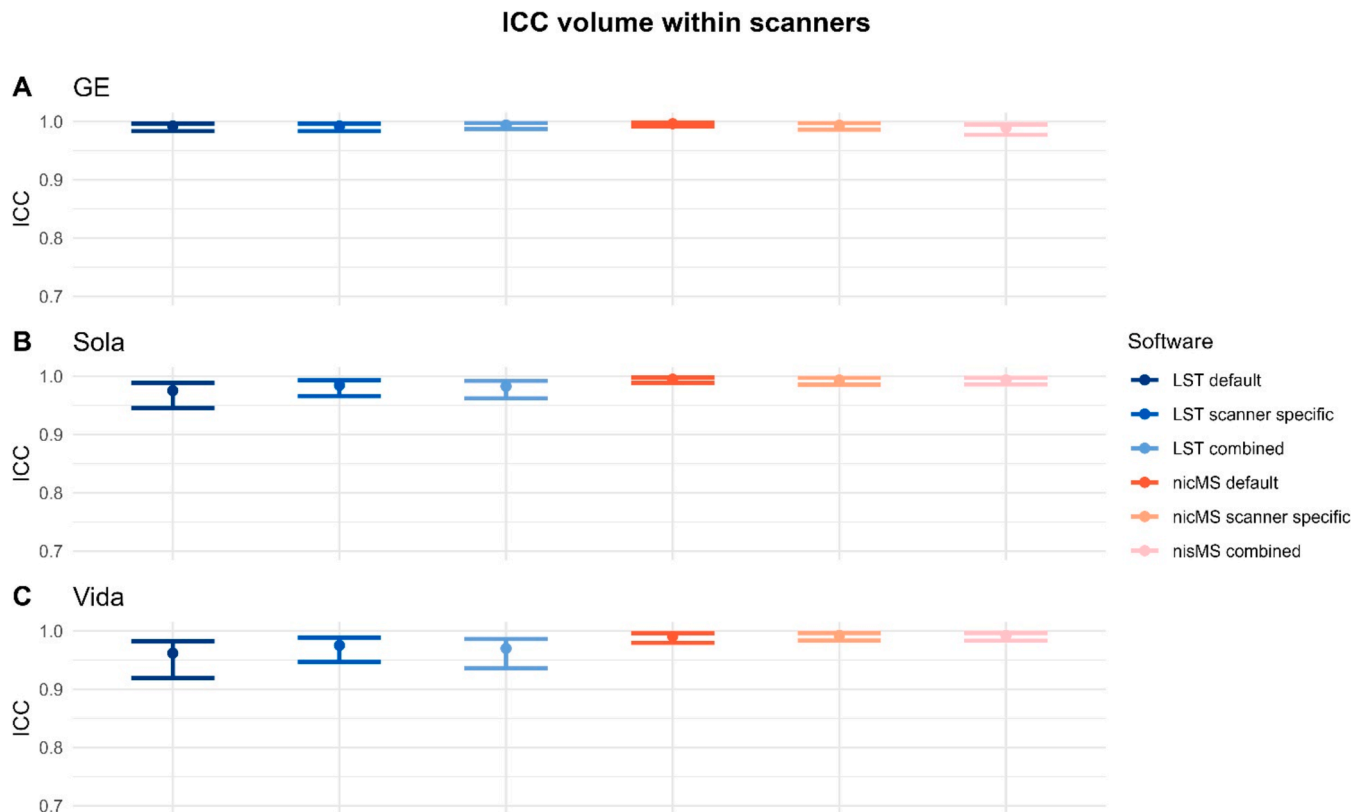 ICC volume within scanners
A GE
1.0
0.9
0.8
0.7
ICC
B Sola
1.0
0.9
0.8
0.7
ICC
C Vida
1.0
0.9
0.8
0.7
ICC
Software
LST default
LST scanner specific
LST combined
nicMS default
nicMS scanner specific
nisMS combined